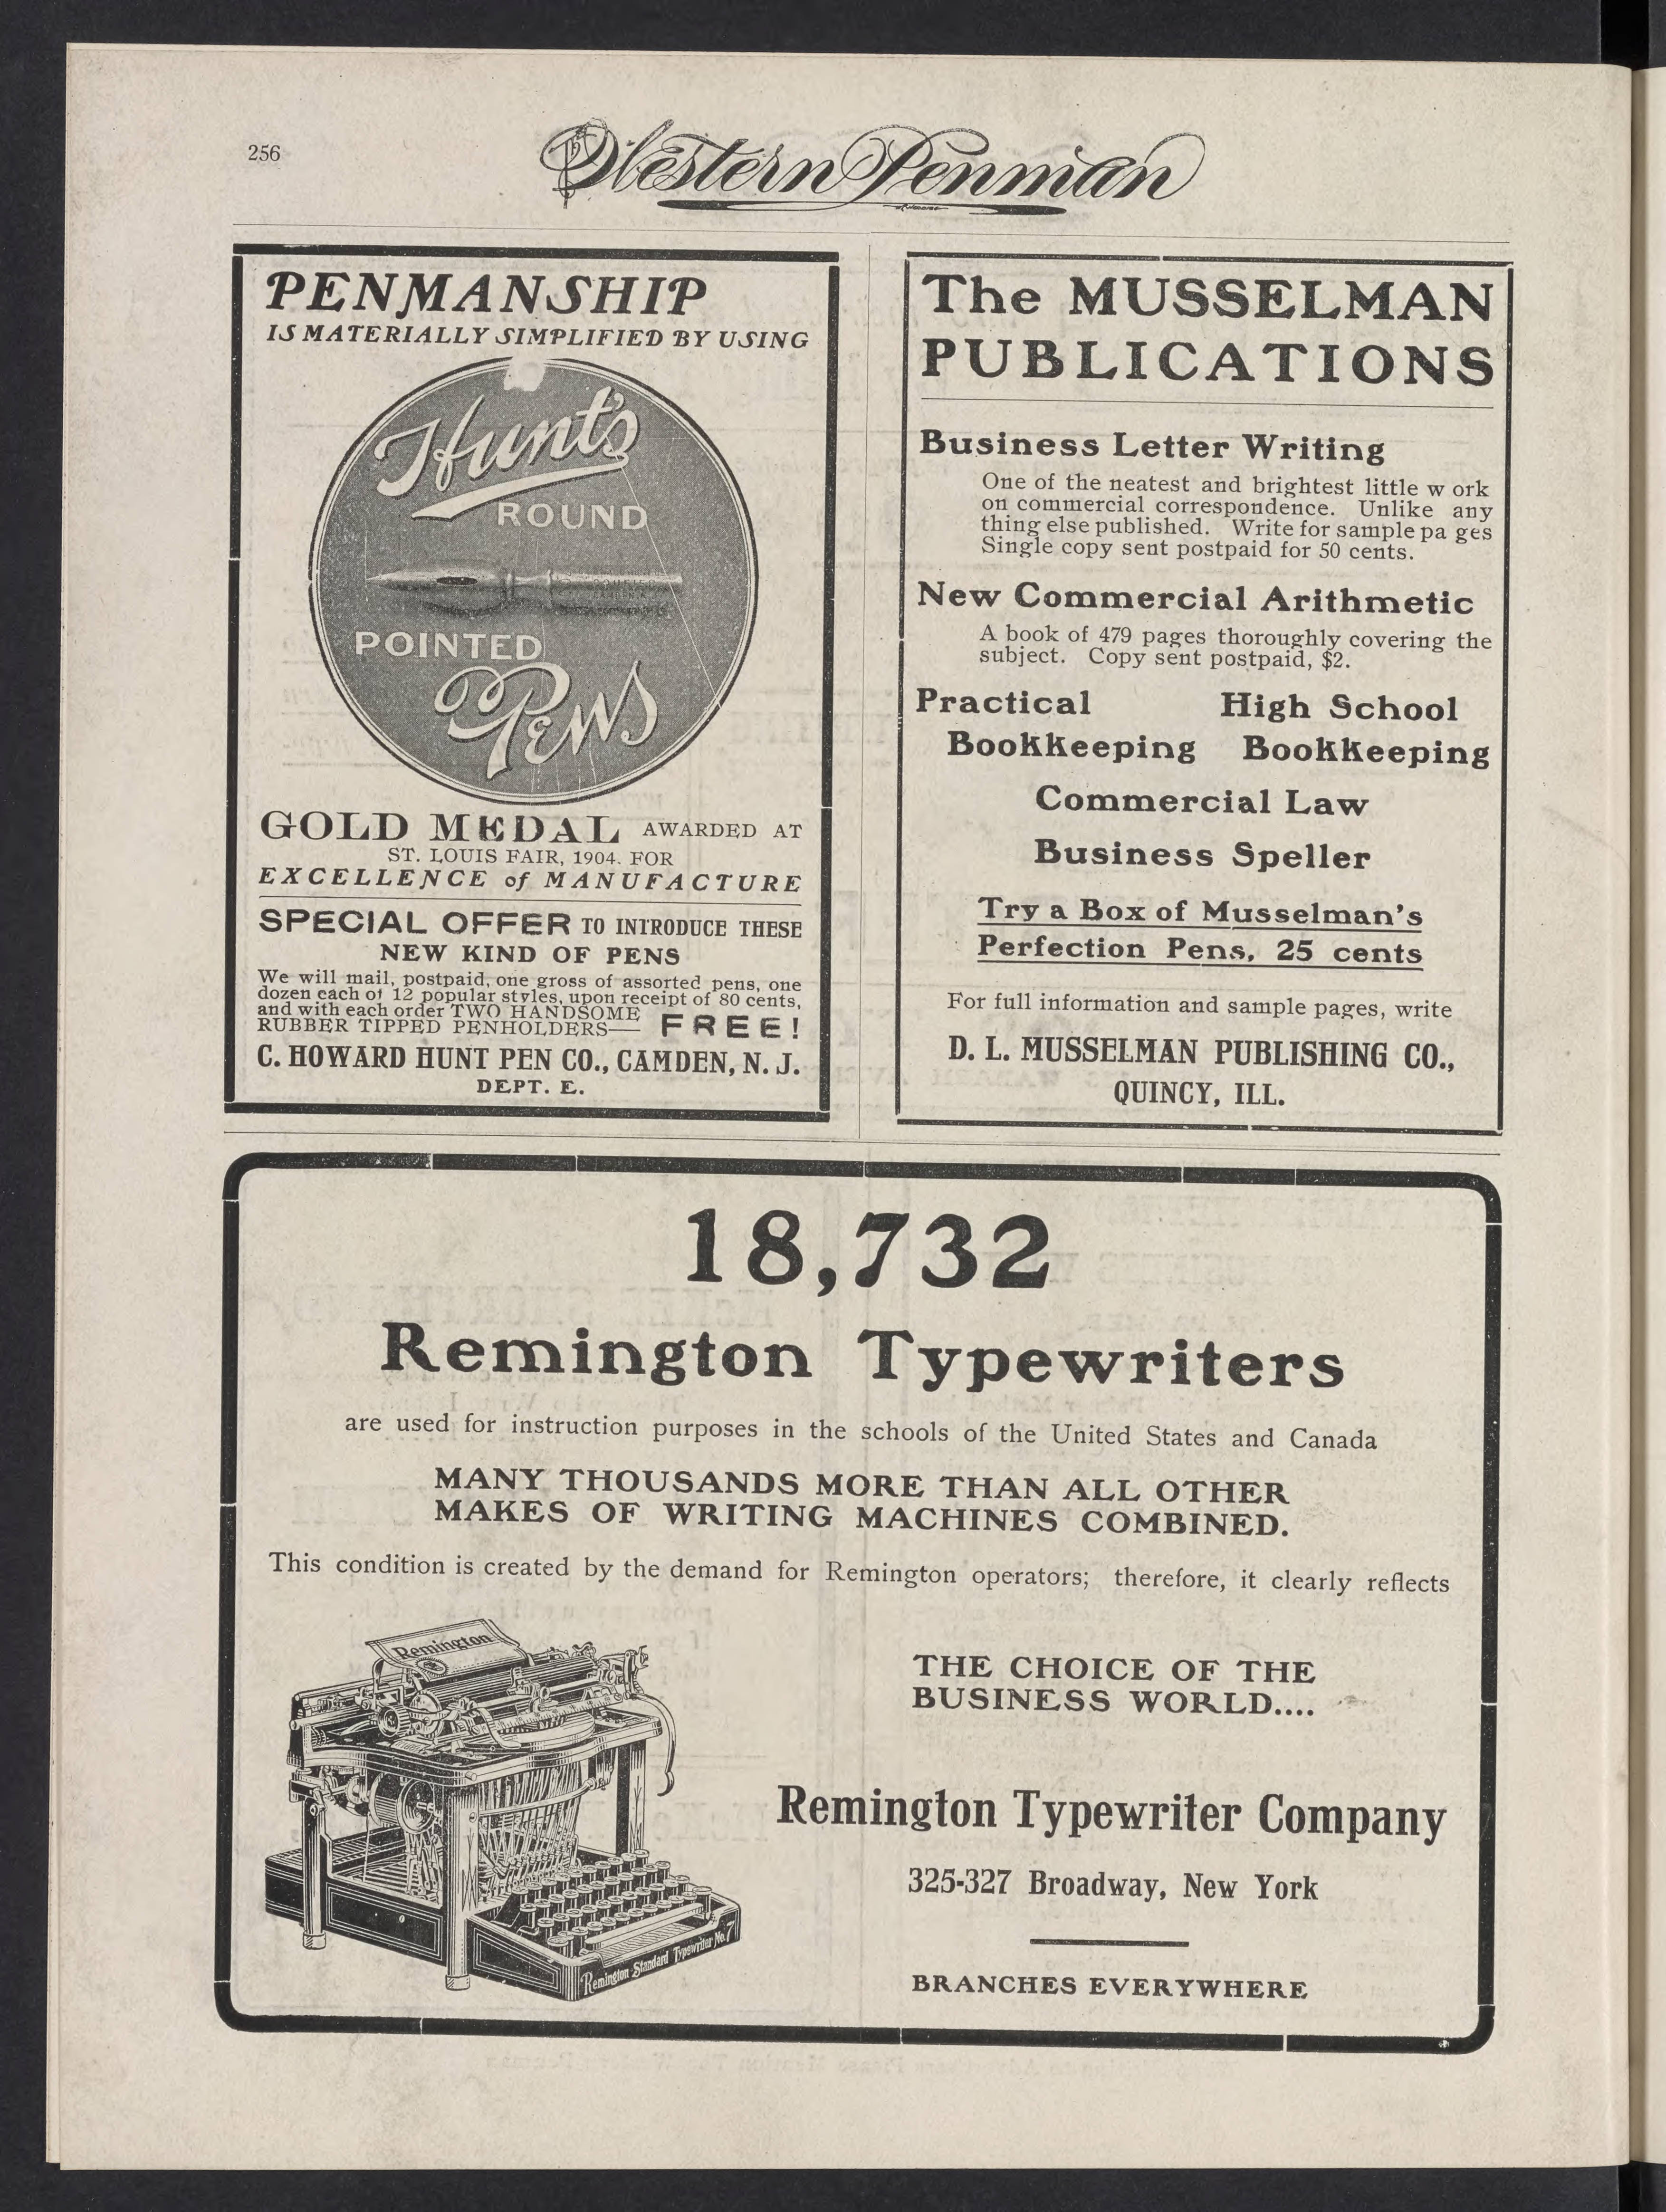 256
Western Penman
PENMANSHIP
IS MATERIALLY SIMPLIFIED BY USING
Hunt's
ROUND
POINTED
PENS
GOLD MEDAL AWARDED AT
ST. LOUIS FAIR, 1904. FOR
EXCELLENCE of MANUFACTURE
SPECIAL OFFER TO INTRODUCE THESE
NEW KIND OF PENS
We will mail, postpaid, one gross of assorted pens, one
dozen each of 12 popular styles, upon receipt of 80 cents,
and with each order TWO HANDSOME
RUBBER TIPPED PENHOLDERS— FREE!
C. HOWARD HUNT PEN CO., CAMDEN, N. J.
DEPT. E.
The MUSSELMAN
PUBLICATIONS
Business Letter Writing
One of the neatest and brightest little w ork
on commercial correspondence. Unlike any
thing else published. Write for sample pa ges
Single copy sent postpaid for 50 cents.
New Commercial Arithmetic
A book of 479 pages thoroughly covering the
subject. Copy sent postpaid, $2.
Practical
Bookkeeping
High School
Bookkeeping
Commercial Law
Business Speller
Try a Box of Musselman's
Perfection Pens, 25 cents
For full information and sample pages, write
D. L. MUSSELMAN PUBLISHING CO.,
QUINCY, ILL.
18,732
Remington Typewriters
are used for instruction purposes in the schools of the United States and Canada
MANY THOUSANDS MORE THAN ALL OTHER
MAKES OF WRITING MACHINES COMBINED.
This condition is created by the demand for Remington operators; therefore, it clearly reflects
Remington
Remington Standard Typewriter No. 7
THE CHOICE OF THE
BUSINESS WORLD....
Remington Typewriter Company
325-327 Broadway, New York
BRANCHES EVERYWHERE